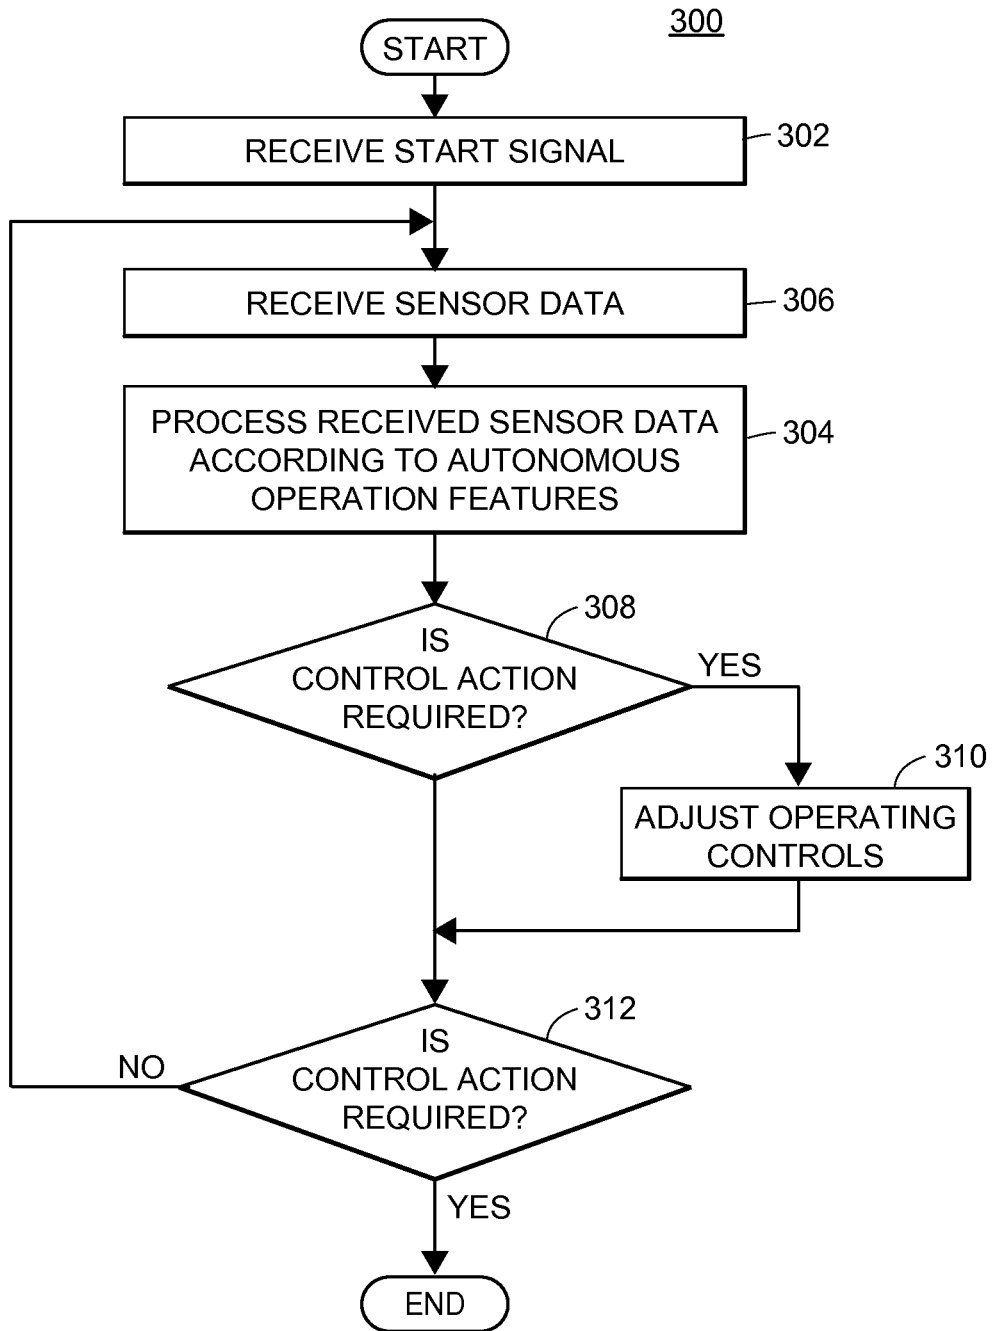 300
START
RECEIVE START SIGNAL
302
RECEIVE SENSOR DATA
306
PROCESS RECEIVED SENSOR DATA
ACCORDING TO AUTONOMOUS
OPERATION FEATURES
304
308
IS
CONTROL ACTION
REQUIRED?
YES
310
ADJUST OPERATING
CONTROLS
312
IS
CONTROL ACTION
REQUIRED?
NO
YES
END